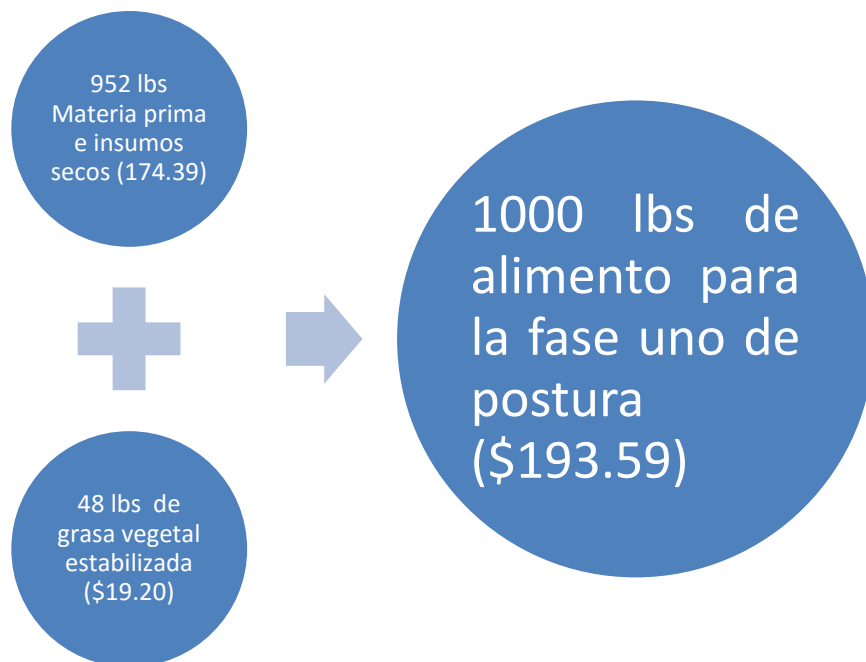 952 lbs
Materia prima
e insumos
secos (174.39)
48 lbs de
grasa vegetal
estabilizada
($19.20)
1000 lbs de
alimento para
la fase uno de
postura
($193.59)